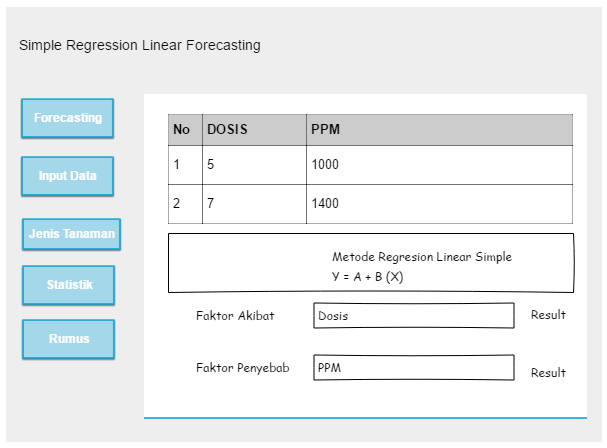 Simple Regression Linear Forecasting
Forecasting
Input Data
Jenis Tanaman
Statistik
Rumus
No DOSIS PPM
1 5 1000
2 7 1400
Metode Regresion Linear Simple
Y = A + B (X)
Faktor Akibat Dosis Result
Faktor Penyebab PPM Result